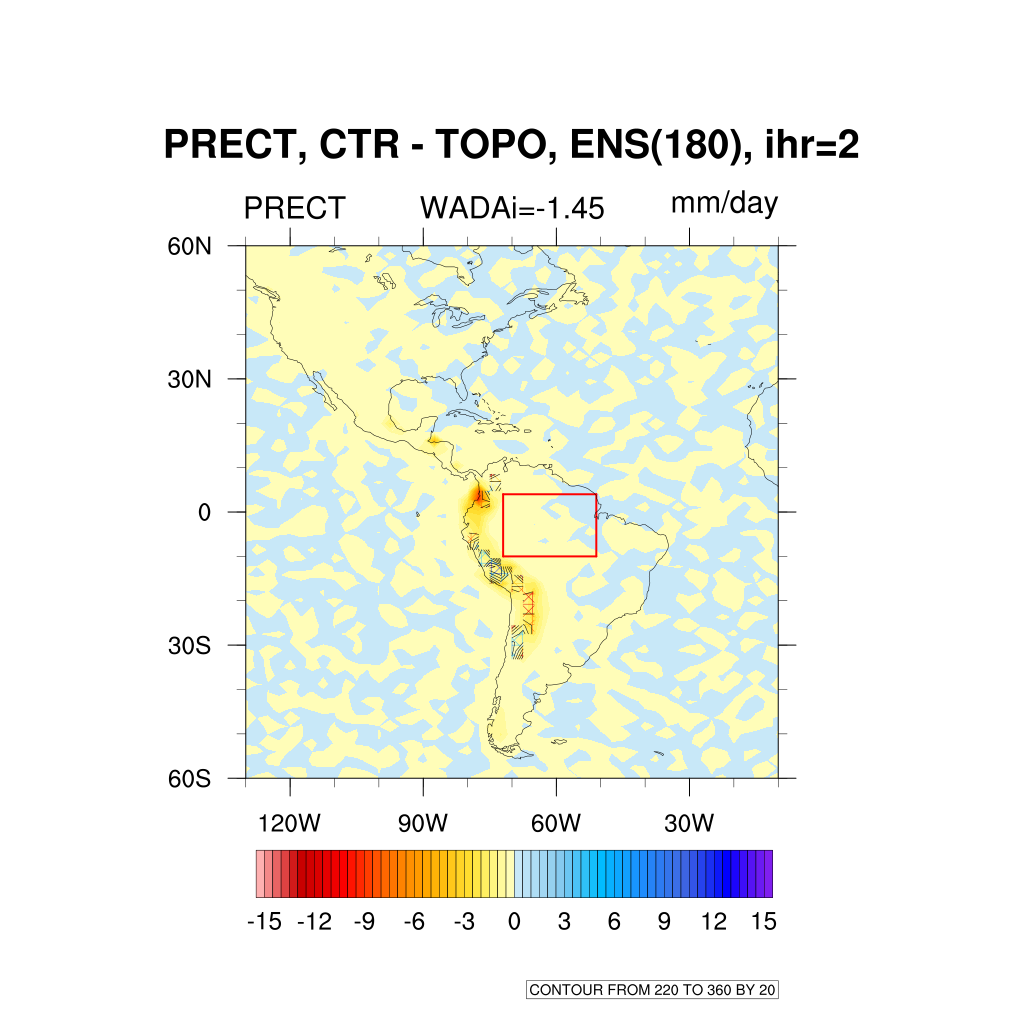 PRECT, CTR - TOPO, ENS(180), ihr=2
PRECT WADAi=-1.45 mm/day
60N
30N
0
30S
60S
120W 90W 60W 30W
-15 -12 -9 -6 -3 0 3 6 9 12 15
CONTOUR FROM 220 TO 360 BY 20